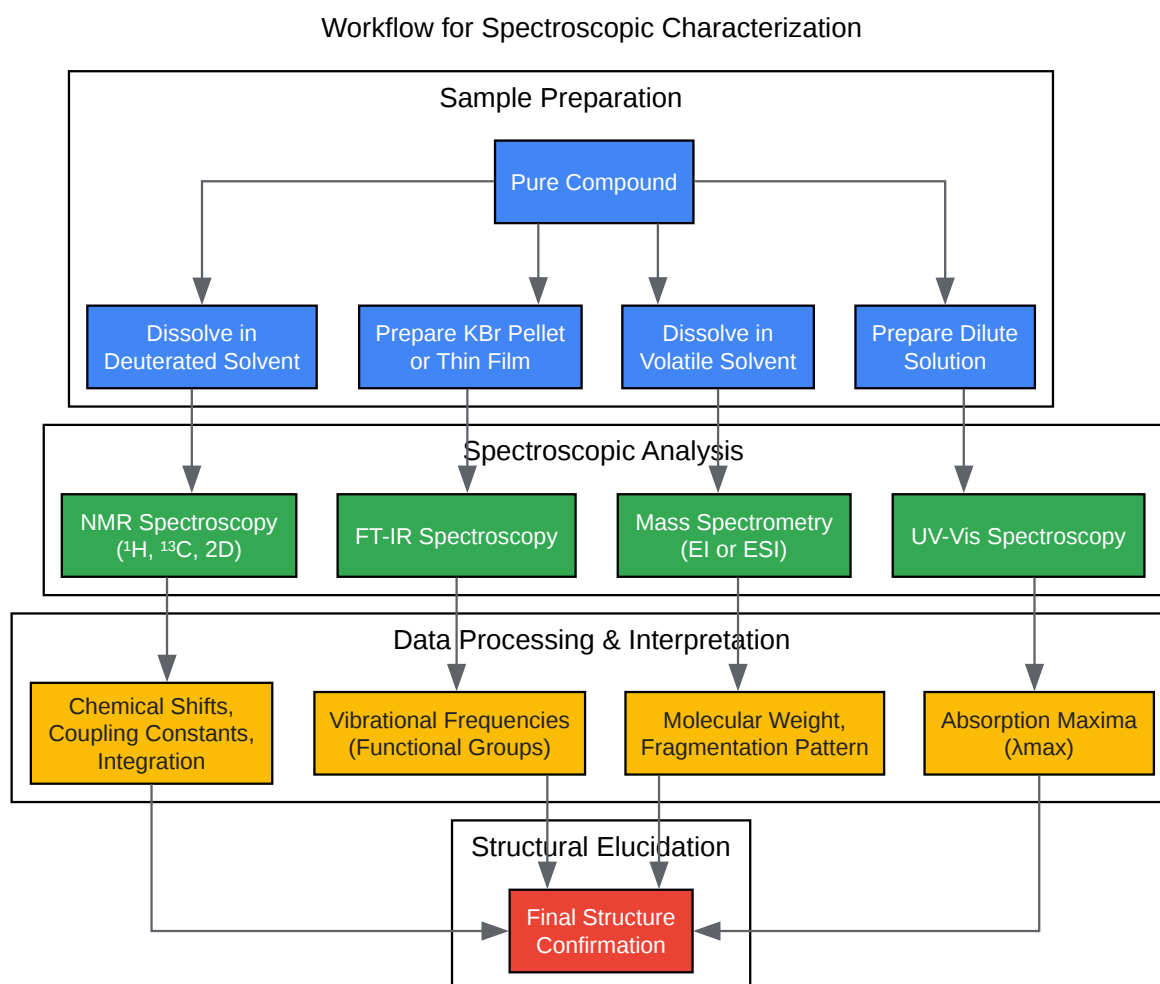 Workflow for Spectroscopic Characterization
Sample Preparation
Pure Compound
Dissolve in
Deuterated Solvent
Prepare KBr Pellet
or Thin Film
Dissolve in
Volatile Solvent
Prepare Dilute
Solution
Spectroscopic Analysis
NMR Spectroscopy
(¹H, ¹³C, 2D)
FT-IR Spectroscopy
Mass Spectrometry
(EI or ESI)
UV-Vis Spectroscopy
Data Processing & Interpretation
Chemical Shifts,
Coupling Constants,
Integration
Vibrational Frequencies
(Functional Groups)
Molecular Weight,
Fragmentation Pattern
Absorption Maxima
(λmax)
Structural Elucidation
Final Structure
Confirmation